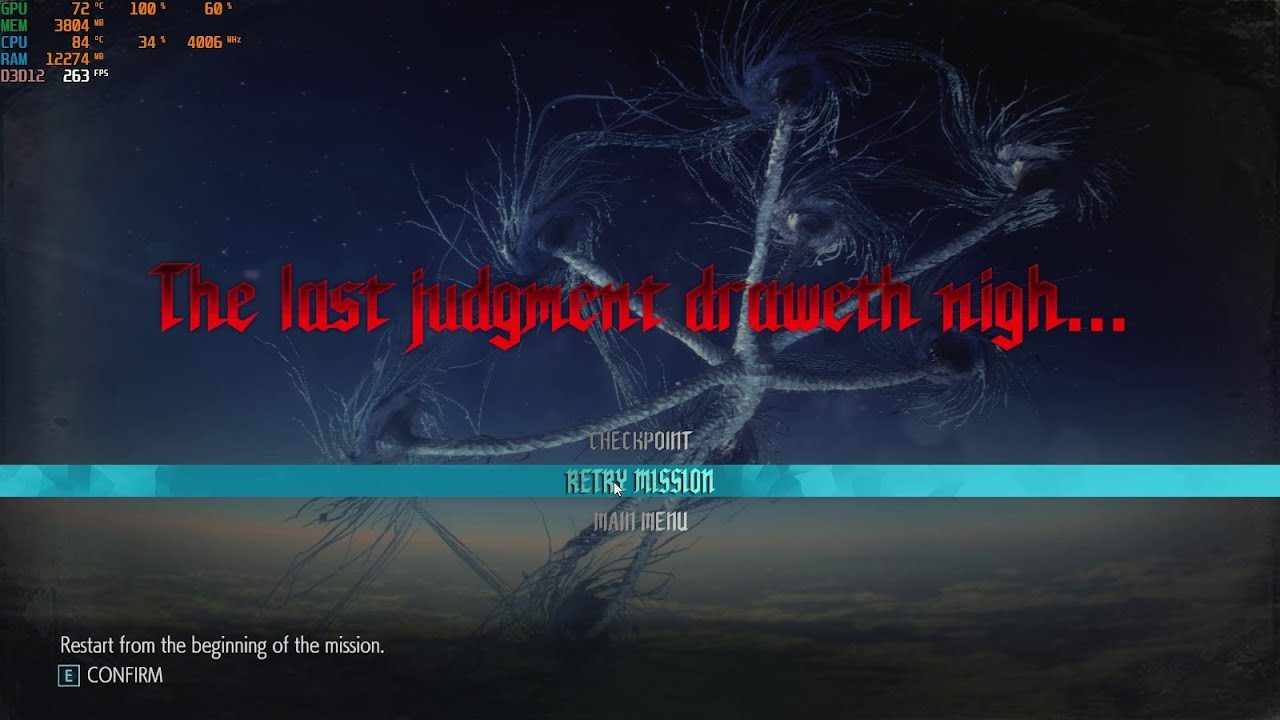 GPU 72 °C 100 % 60 %
MEM 3804 MB
CPU 84 °C 34 % 4006 MHz
RAM 12274 MB
D3D12 263 FPS
The last judgment draweth nigh...
CHECKPOINT
RETRY MISSION
MAIN MENU
Restart from the beginning of the mission.
E CONFIRM